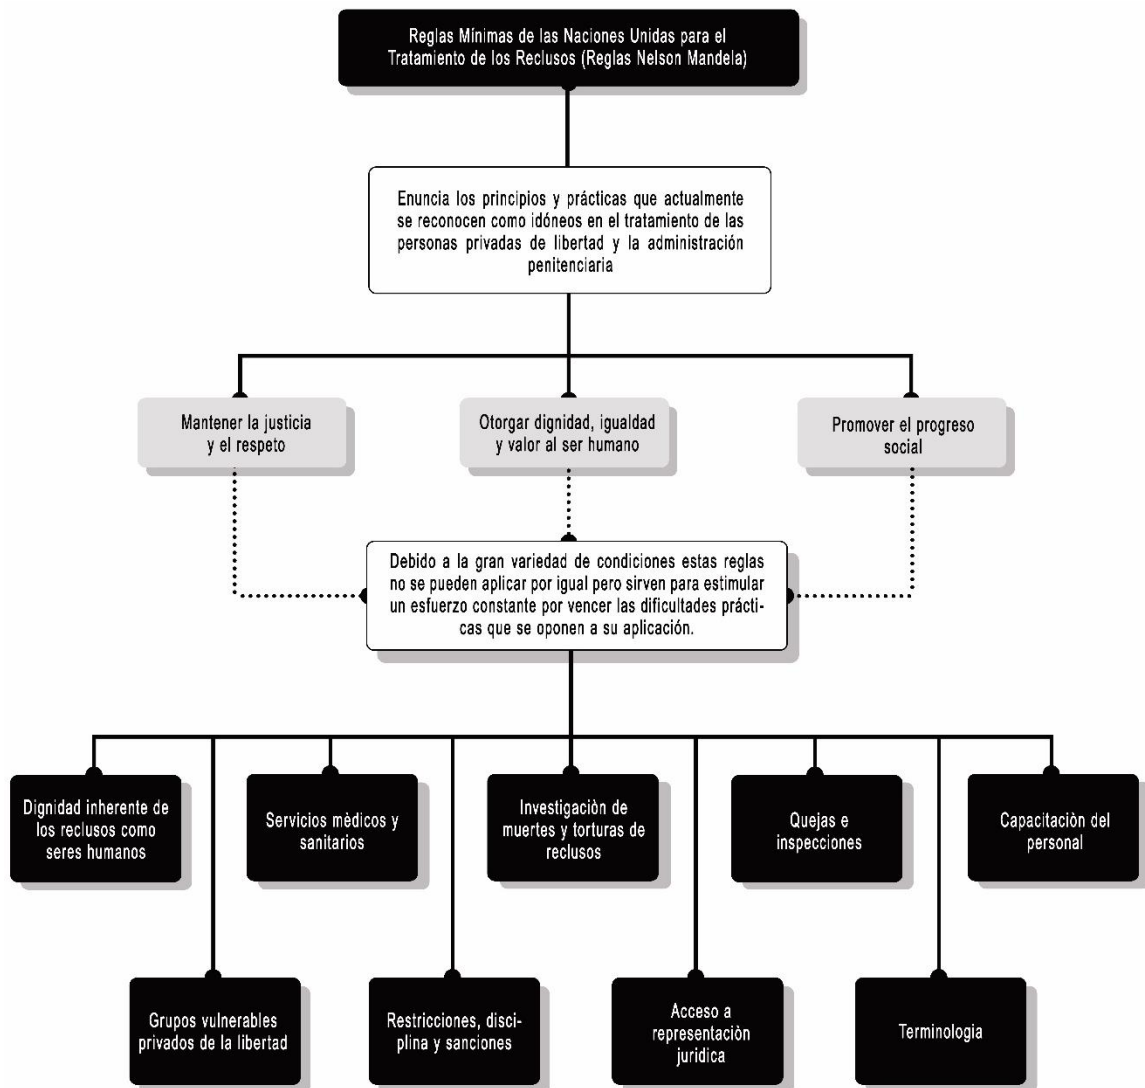 Reglas Mínimas de las Naciones Unidas para el
Tratamiento de los Reclusos (Reglas Nelson Mandela)
Enuncia los principios y prácticas que actualmente
se reconocen como idóneos en el tratamiento de las
personas privadas de libertad y la administración
penitenciaria
Mantener la justicia
y el respeto
Otorgar dignidad, igualdad
y valor al ser humano
Promover el progreso
social
Debido a la gran variedad de condiciones estas reglas
no se pueden aplicar por igual pero sirven para estimular
un esfuerzo constante por vencer las dificultades prácti-
cas que se oponen a su aplicación.
Dignidad inherente de
los reclusos como
seres humanos
Servicios mèdicos y
sanitarios
Investigaciòn de
muertes y torturas de
reclusos
Quejas e
inspecciones
Capacitaciòn del
personal
Grupos vulnerables
privados de la libertad
Restricciones, disci-
plina y sanciones
Acceso a
representaciòn
juridica
Terminologia